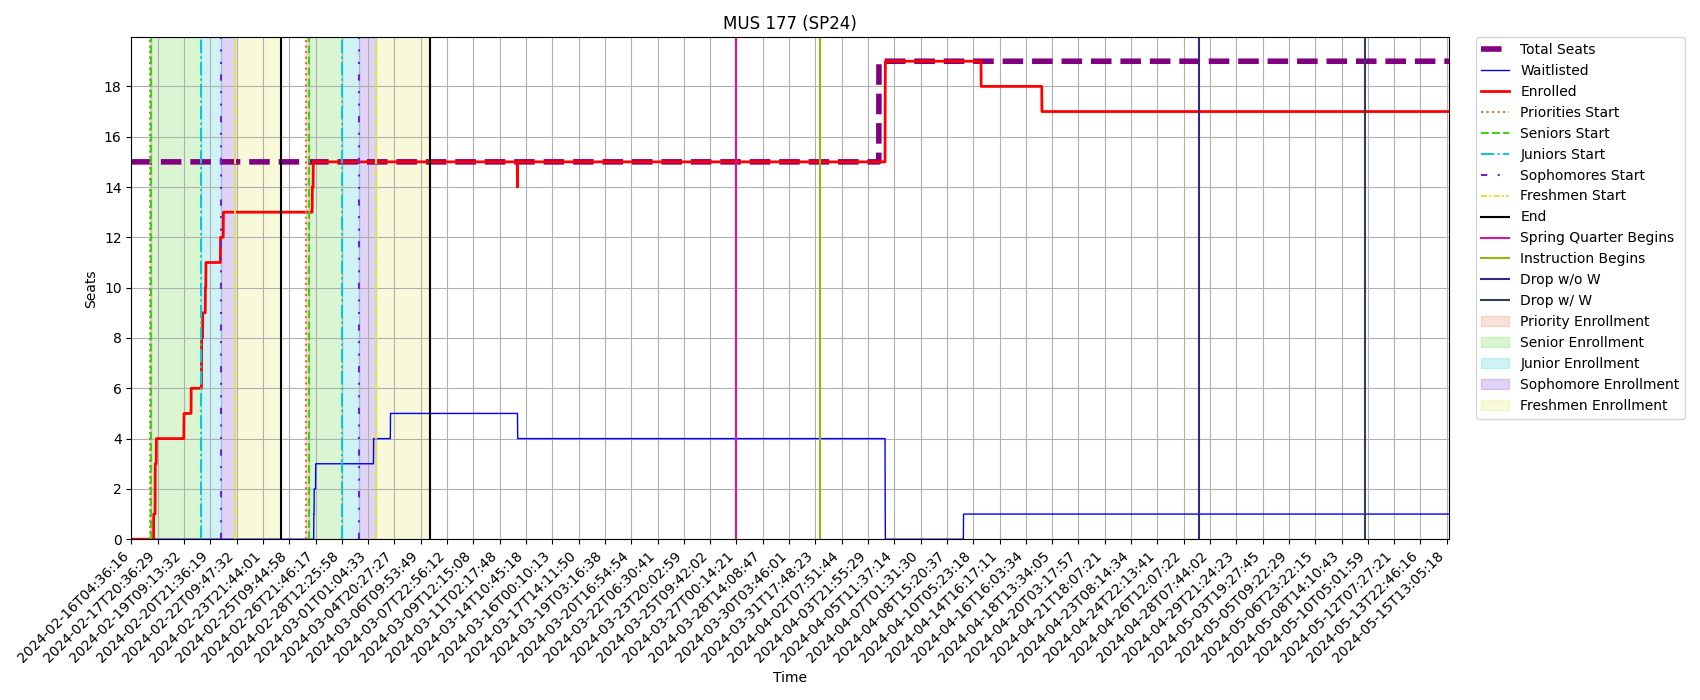 MUS 177 (SP24)
Seats
18
16
14
12
10
8
6
4
2
0
2024-02-16T04:36:16
2024-02-17T20:36:29
2024-02-19T09:13:32
2024-02-20T21:36:19
2024-02-22T09:47:32
2024-02-23T21:44:01
2024-02-25T09:44:58
2024-02-26T21:46:17
2024-02-28T12:25:58
2024-03-01T01:04:33
2024-03-04T20:27:27
2024-03-06T09:53:49
2024-03-07T22:56:12
2024-03-09T12:15:08
2024-03-11T02:17:48
2024-03-14T10:45:18
2024-03-16T00:10:13
2024-03-17T14:11:50
2024-03-19T03:16:38
2024-03-20T16:54:54
2024-03-22T06:30:41
2024-03-23T20:02:59
2024-03-25T09:42:02
2024-03-27T00:14:21
2024-03-28T14:08:47
2024-03-30T03:46:01
2024-03-31T17:48:23
2024-04-02T07:51:44
2024-04-03T21:55:29
2024-04-05T11:37:14
2024-04-07T01:31:30
2024-04-08T15:20:37
2024-04-10T05:23:18
2024-04-14T16:17:11
2024-04-16T16:03:34
2024-04-18T13:34:05
2024-04-20T03:17:57
2024-04-21T18:07:21
2024-04-23T08:14:34
2024-04-24T22:13:41
2024-04-26T12:07:22
2024-04-28T07:44:02
2024-04-29T21:24:23
2024-05-03T19:27:45
2024-05-05T09:22:29
2024-05-06T23:22:15
2024-05-08T14:10:43
2024-05-10T05:01:59
2024-05-12T07:27:21
2024-05-13T22:46:16
2024-05-15T13:05:18
Time
Total Seats
Waitlisted
Enrolled
Priorities Start
Seniors Start
Juniors Start
Sophomores Start
Freshmen Start
End
Spring Quarter Begins
Instruction Begins
Drop w/o W
Drop w/ W
Priority Enrollment
Senior Enrollment
Junior Enrollment
Sophomore Enrollment
Freshmen Enrollment